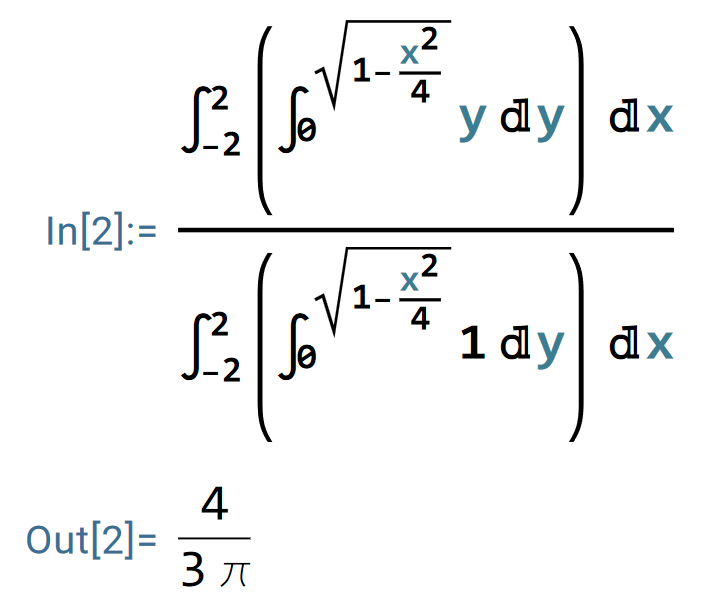 In[2]:= ∫_{-2}^{2} (∫_{0}^{√(1-x²/4)} y ⅆy) ⅆx
∫_{-2}^{2} (∫_{0}^{√(1-x²/4)} 1 ⅆy) ⅆx
Out[2]= 4
3 π